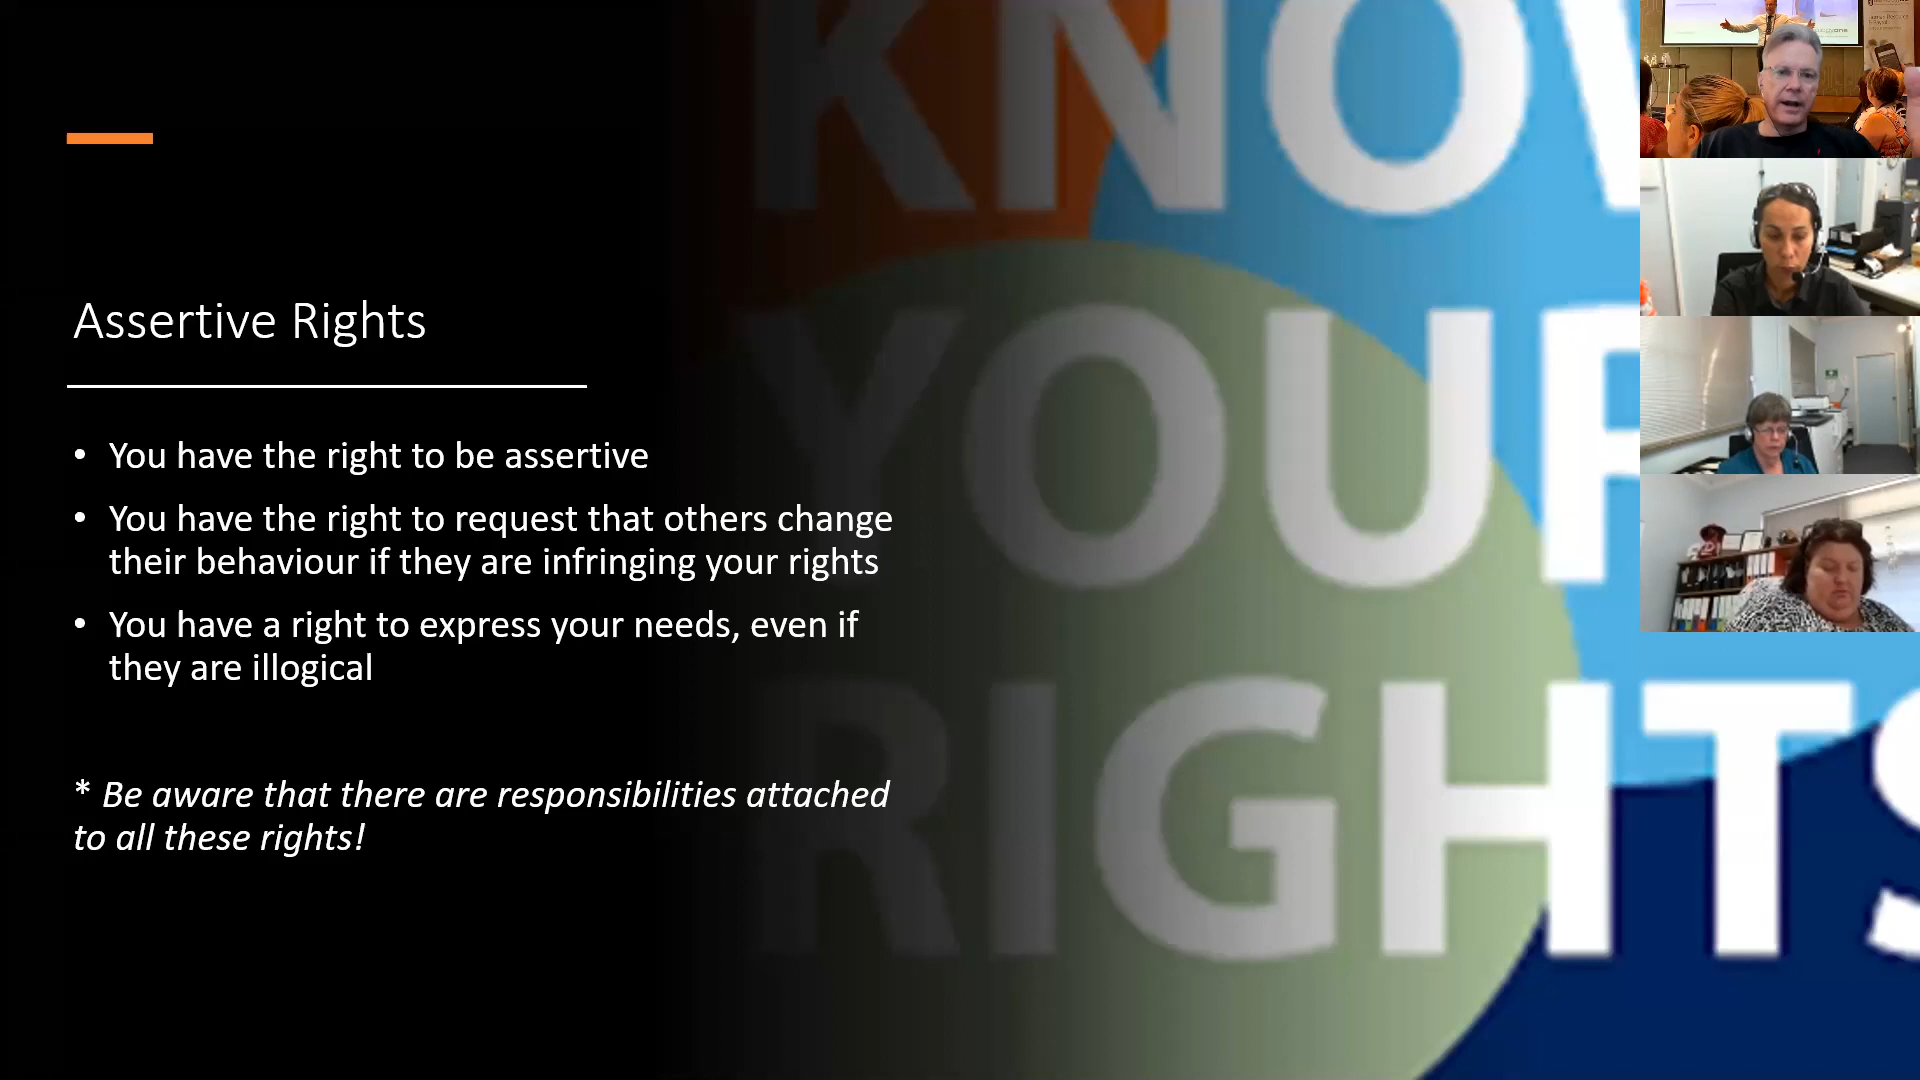 Assertive Rights
• You have the right to be assertive
• You have the right to request that others change
their behaviour if they are infringing your rights
• You have a right to express your needs, even if
they are illogical
* Be aware that there are responsibilities attached
to all these rights!
KNOW
YOUR
RIGHTS